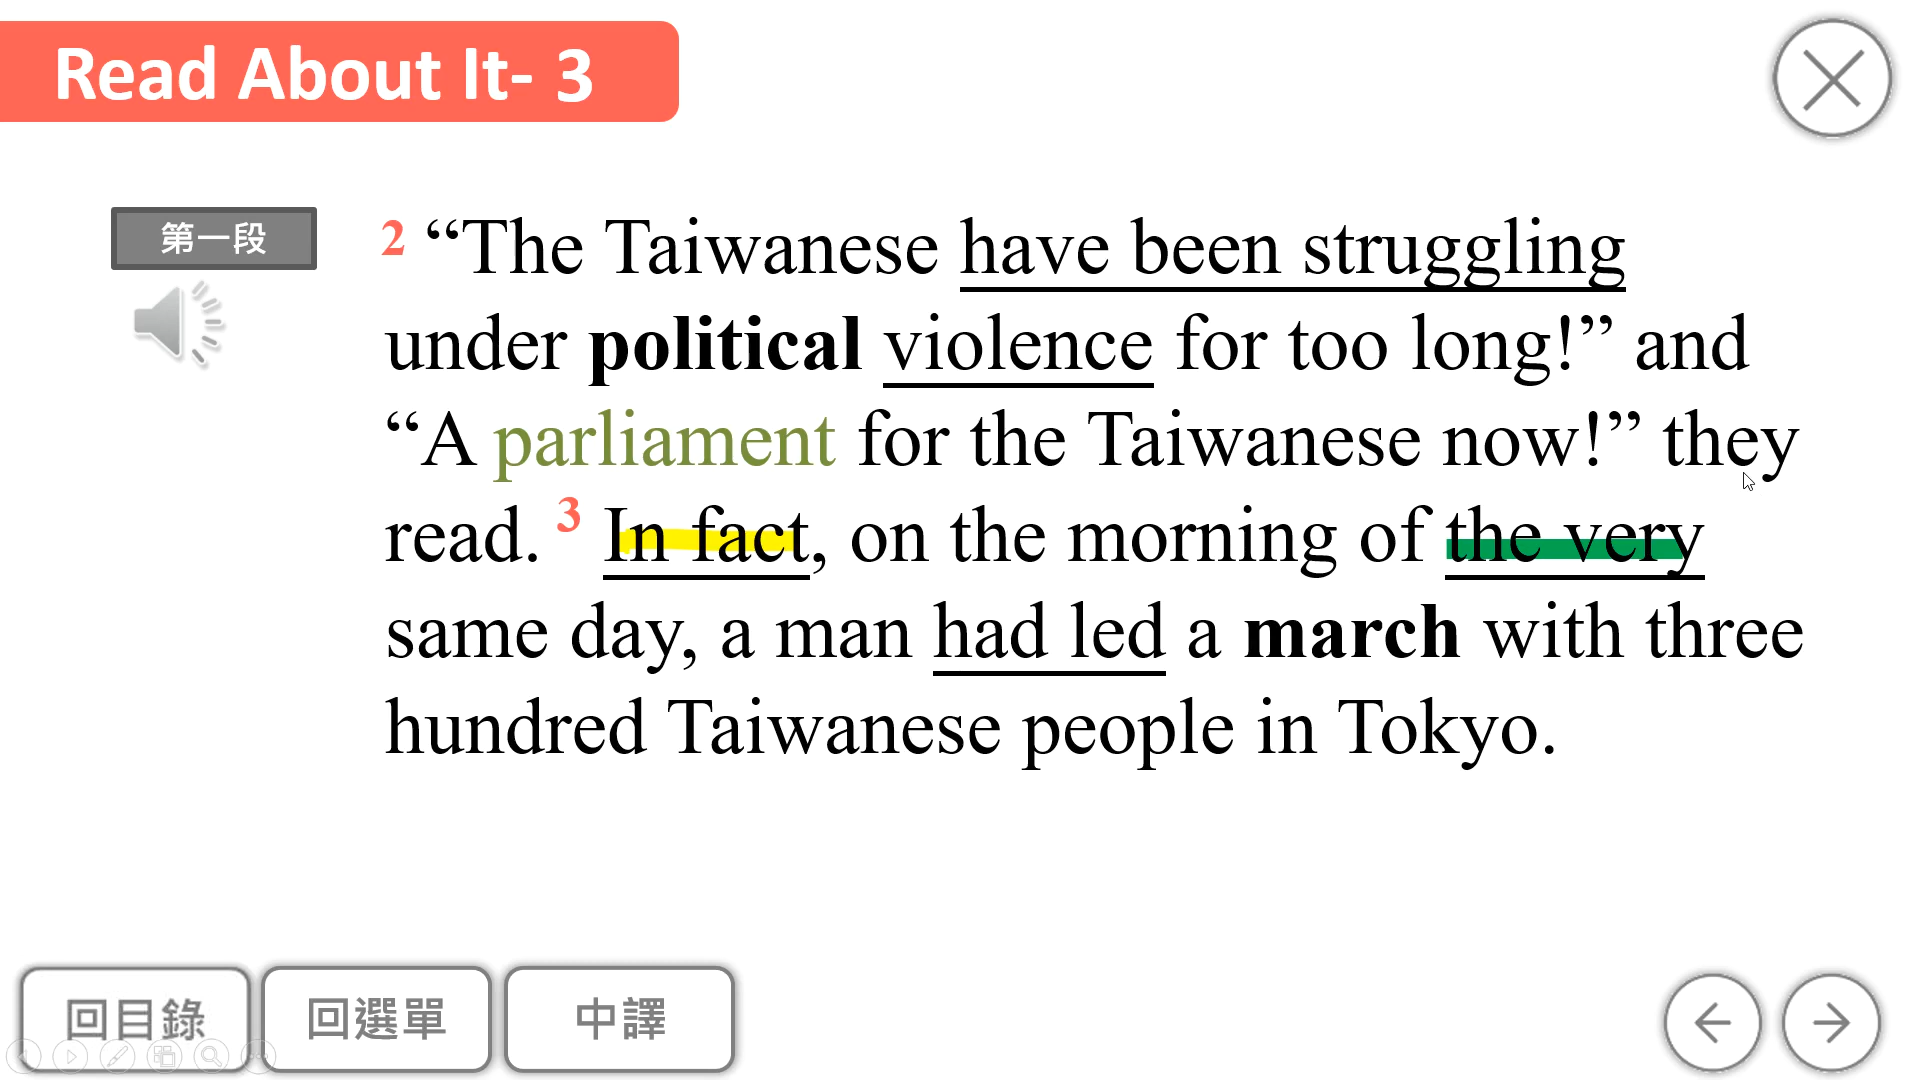 Read About It- 3
第一段
2 “The Taiwanese have been struggling
under political violence for too long!” and
“A parliament for the Taiwanese now!” they
read. 3 In fact, on the morning of the very
same day, a man had led a march with three
hundred Taiwanese people in Tokyo.
回目錄
回選單
中譯